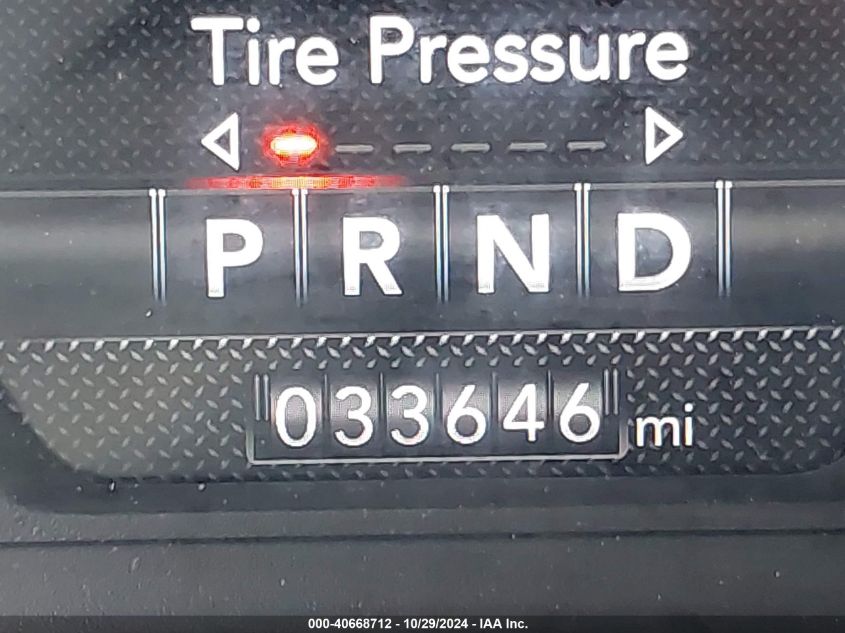 Tire Pressure
P R N D
033646 mi
000-40668712 - 10/29/2024 - IAA Inc.